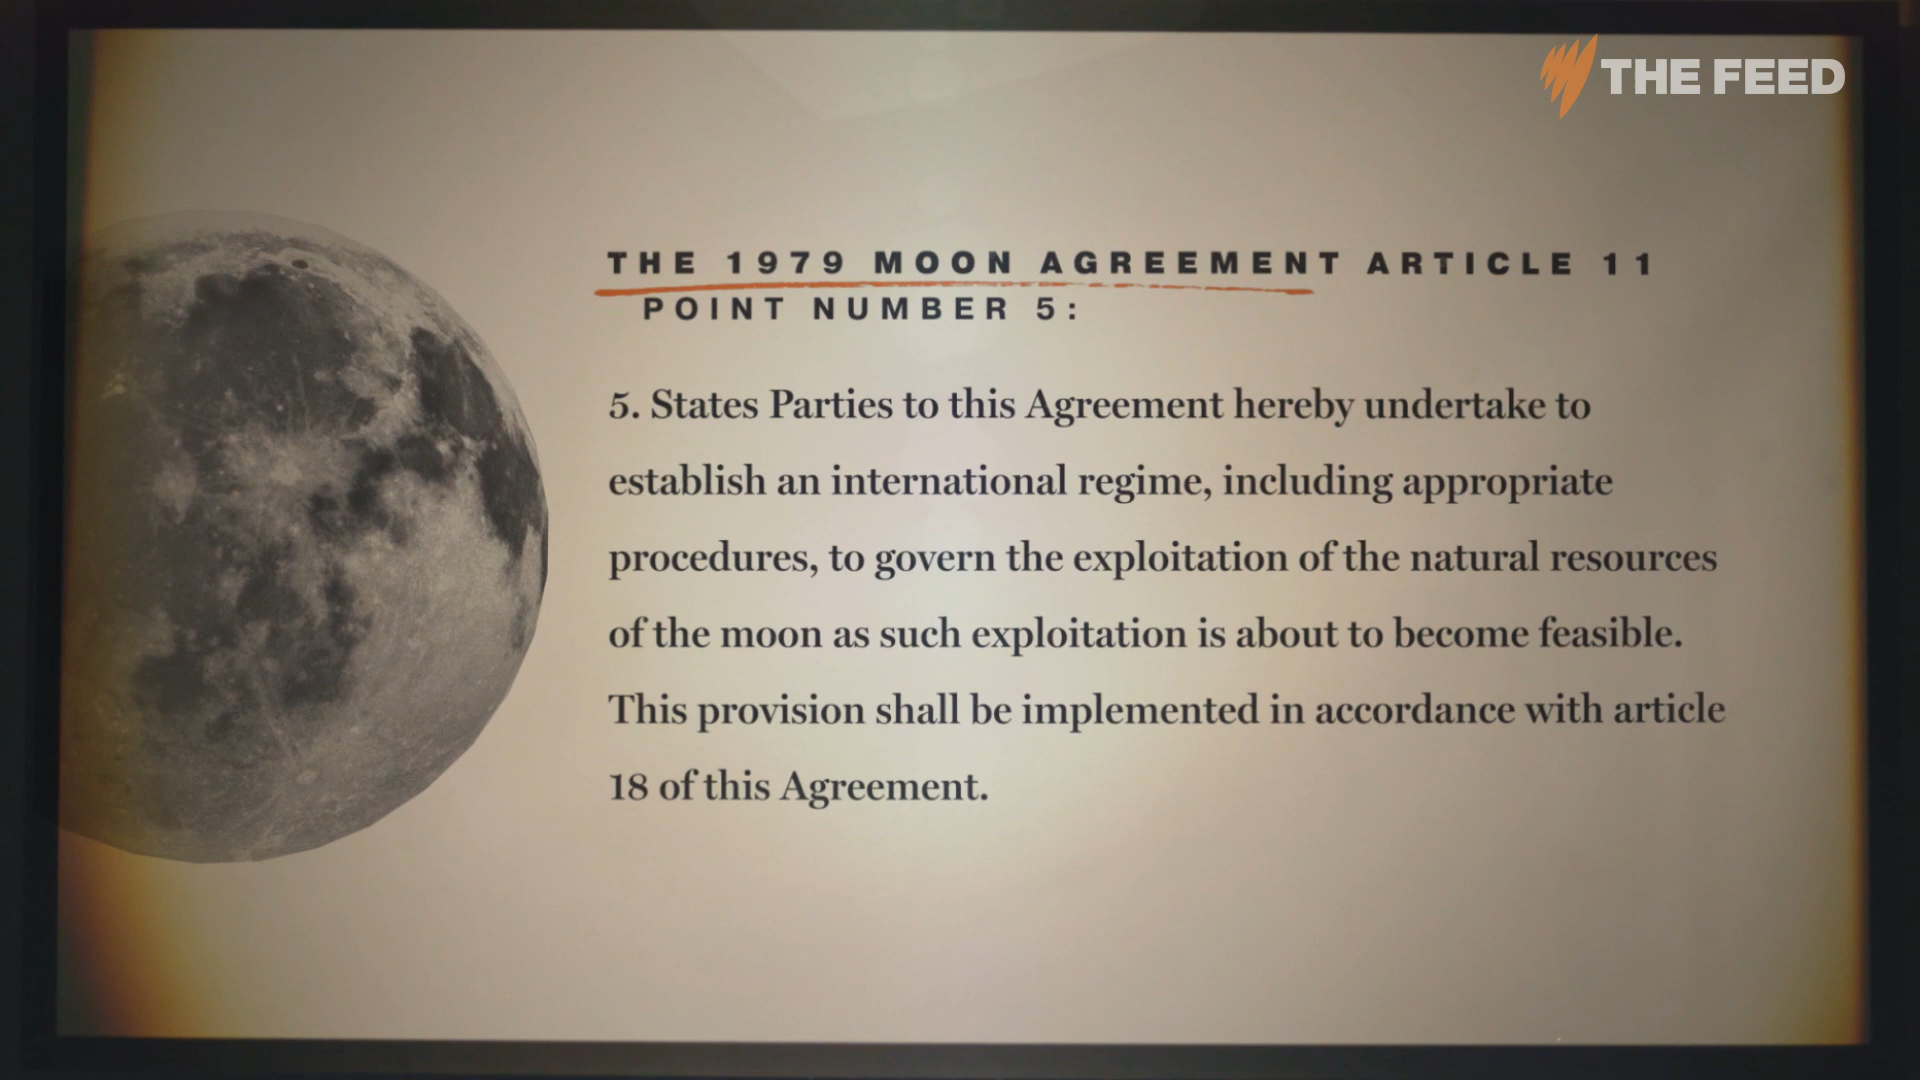 THE FEED
THE 1979 MOON AGREEMENT ARTICLE 11
POINT NUMBER 5:
5. States Parties to this Agreement hereby undertake to
establish an international regime, including appropriate
procedures, to govern the exploitation of the natural resources
of the moon as such exploitation is about to become feasible.
This provision shall be implemented in accordance with article
18 of this Agreement.